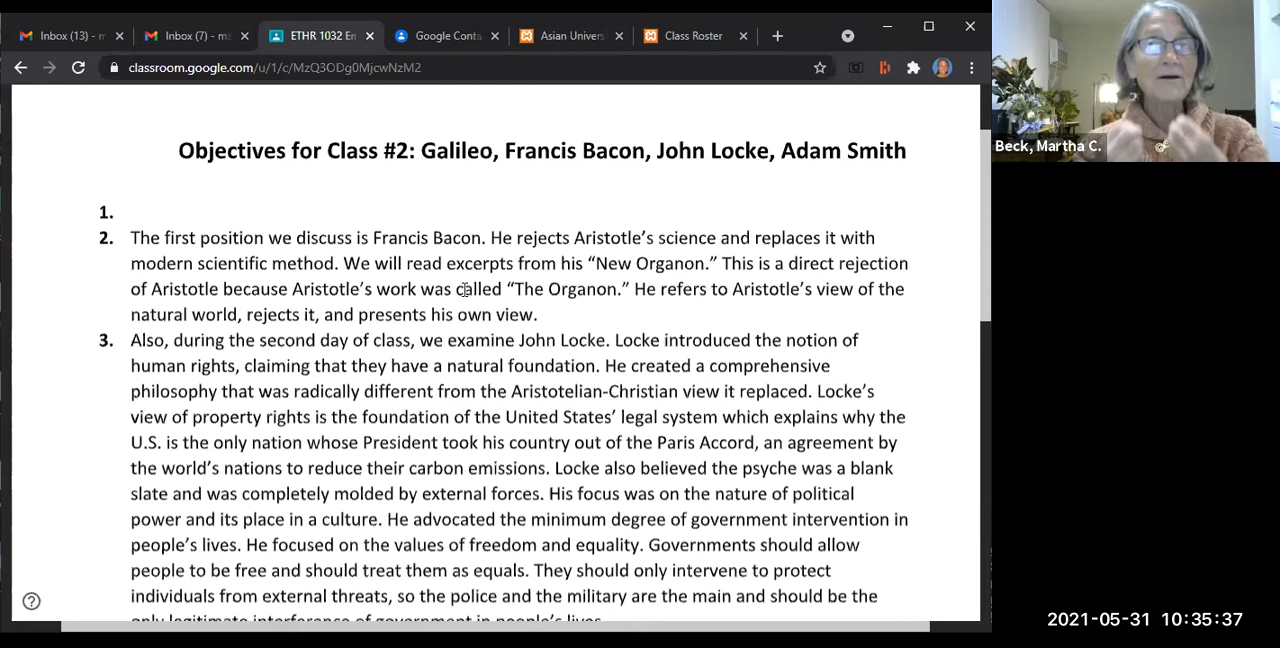 Inbox (13) - m
Inbox (7) - ma
ETHR 1032 En
Google Conta
Asian Univers
Class Roster
classroom.google.com/u/1/c/MzQ3ODg0MjcwNzM2
Beck, Martha C.
Objectives for Class #2: Galileo, Francis Bacon, John Locke, Adam Smith
1.
2. The first position we discuss is Francis Bacon. He rejects Aristotle’s science and replaces it with
modern scientific method. We will read excerpts from his “New Organon.” This is a direct rejection
of Aristotle because Aristotle’s work was called “The Organon.” He refers to Aristotle’s view of the
natural world, rejects it, and presents his own view.
3. Also, during the second day of class, we examine John Locke. Locke introduced the notion of
human rights, claiming that they have a natural foundation. He created a comprehensive
philosophy that was radically different from the Aristotelian-Christian view it replaced. Locke’s
view of property rights is the foundation of the United States’ legal system which explains why the
U.S. is the only nation whose President took his country out of the Paris Accord, an agreement by
the world’s nations to reduce their carbon emissions. Locke also believed the psyche was a blank
slate and was completely molded by external forces. His focus was on the nature of political
power and its place in a culture. He advocated the minimum degree of government intervention in
people’s lives. He focused on the values of freedom and equality. Governments should allow
people to be free and should treat them as equals. They should only intervene to protect
individuals from external threats, so the police and the military are the main and should be the
only legitimate interference of government in people’s lives.
2021-05-31 10:35:37